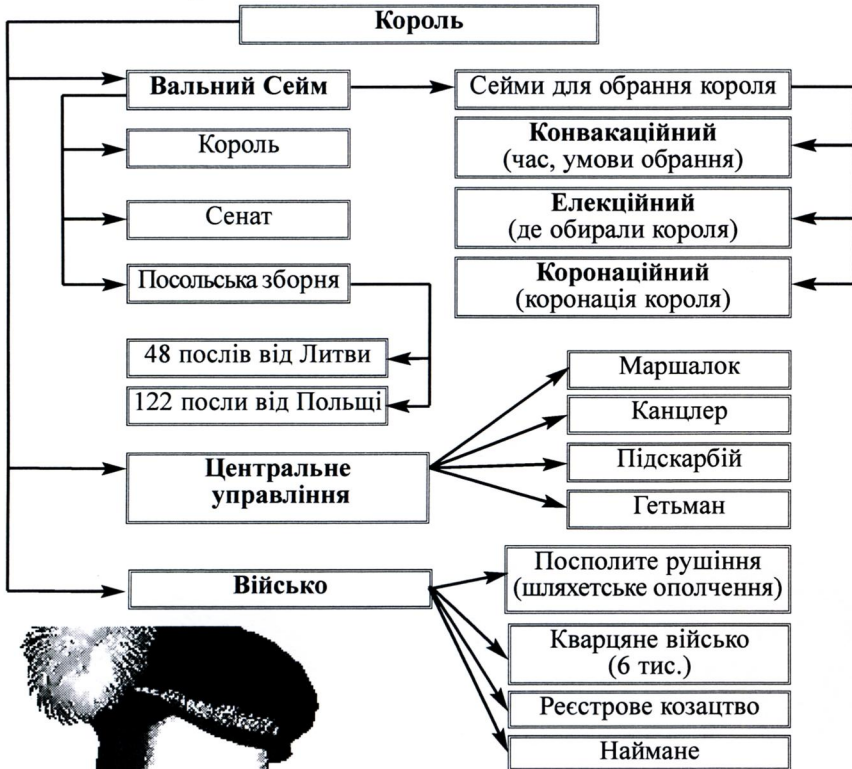 Король
Вальний Сейм
Сейми для обрання короля
Король
Конвакаційний
(час, умови обрання)
Сенат
Елекційний
(де обирали короля)
Посольська зборня
Коронаційний
(коронація короля)
48 послів від Литви
122 посли від Польщі
Маршалок
Канцлер
Центральне
управління
Підскарбій
Гетьман
Військо
Посполите рушіння
(шляхетське ополчення)
Кварцяне військо
(6 тис.)
Реєстрове козацтво
Наймане